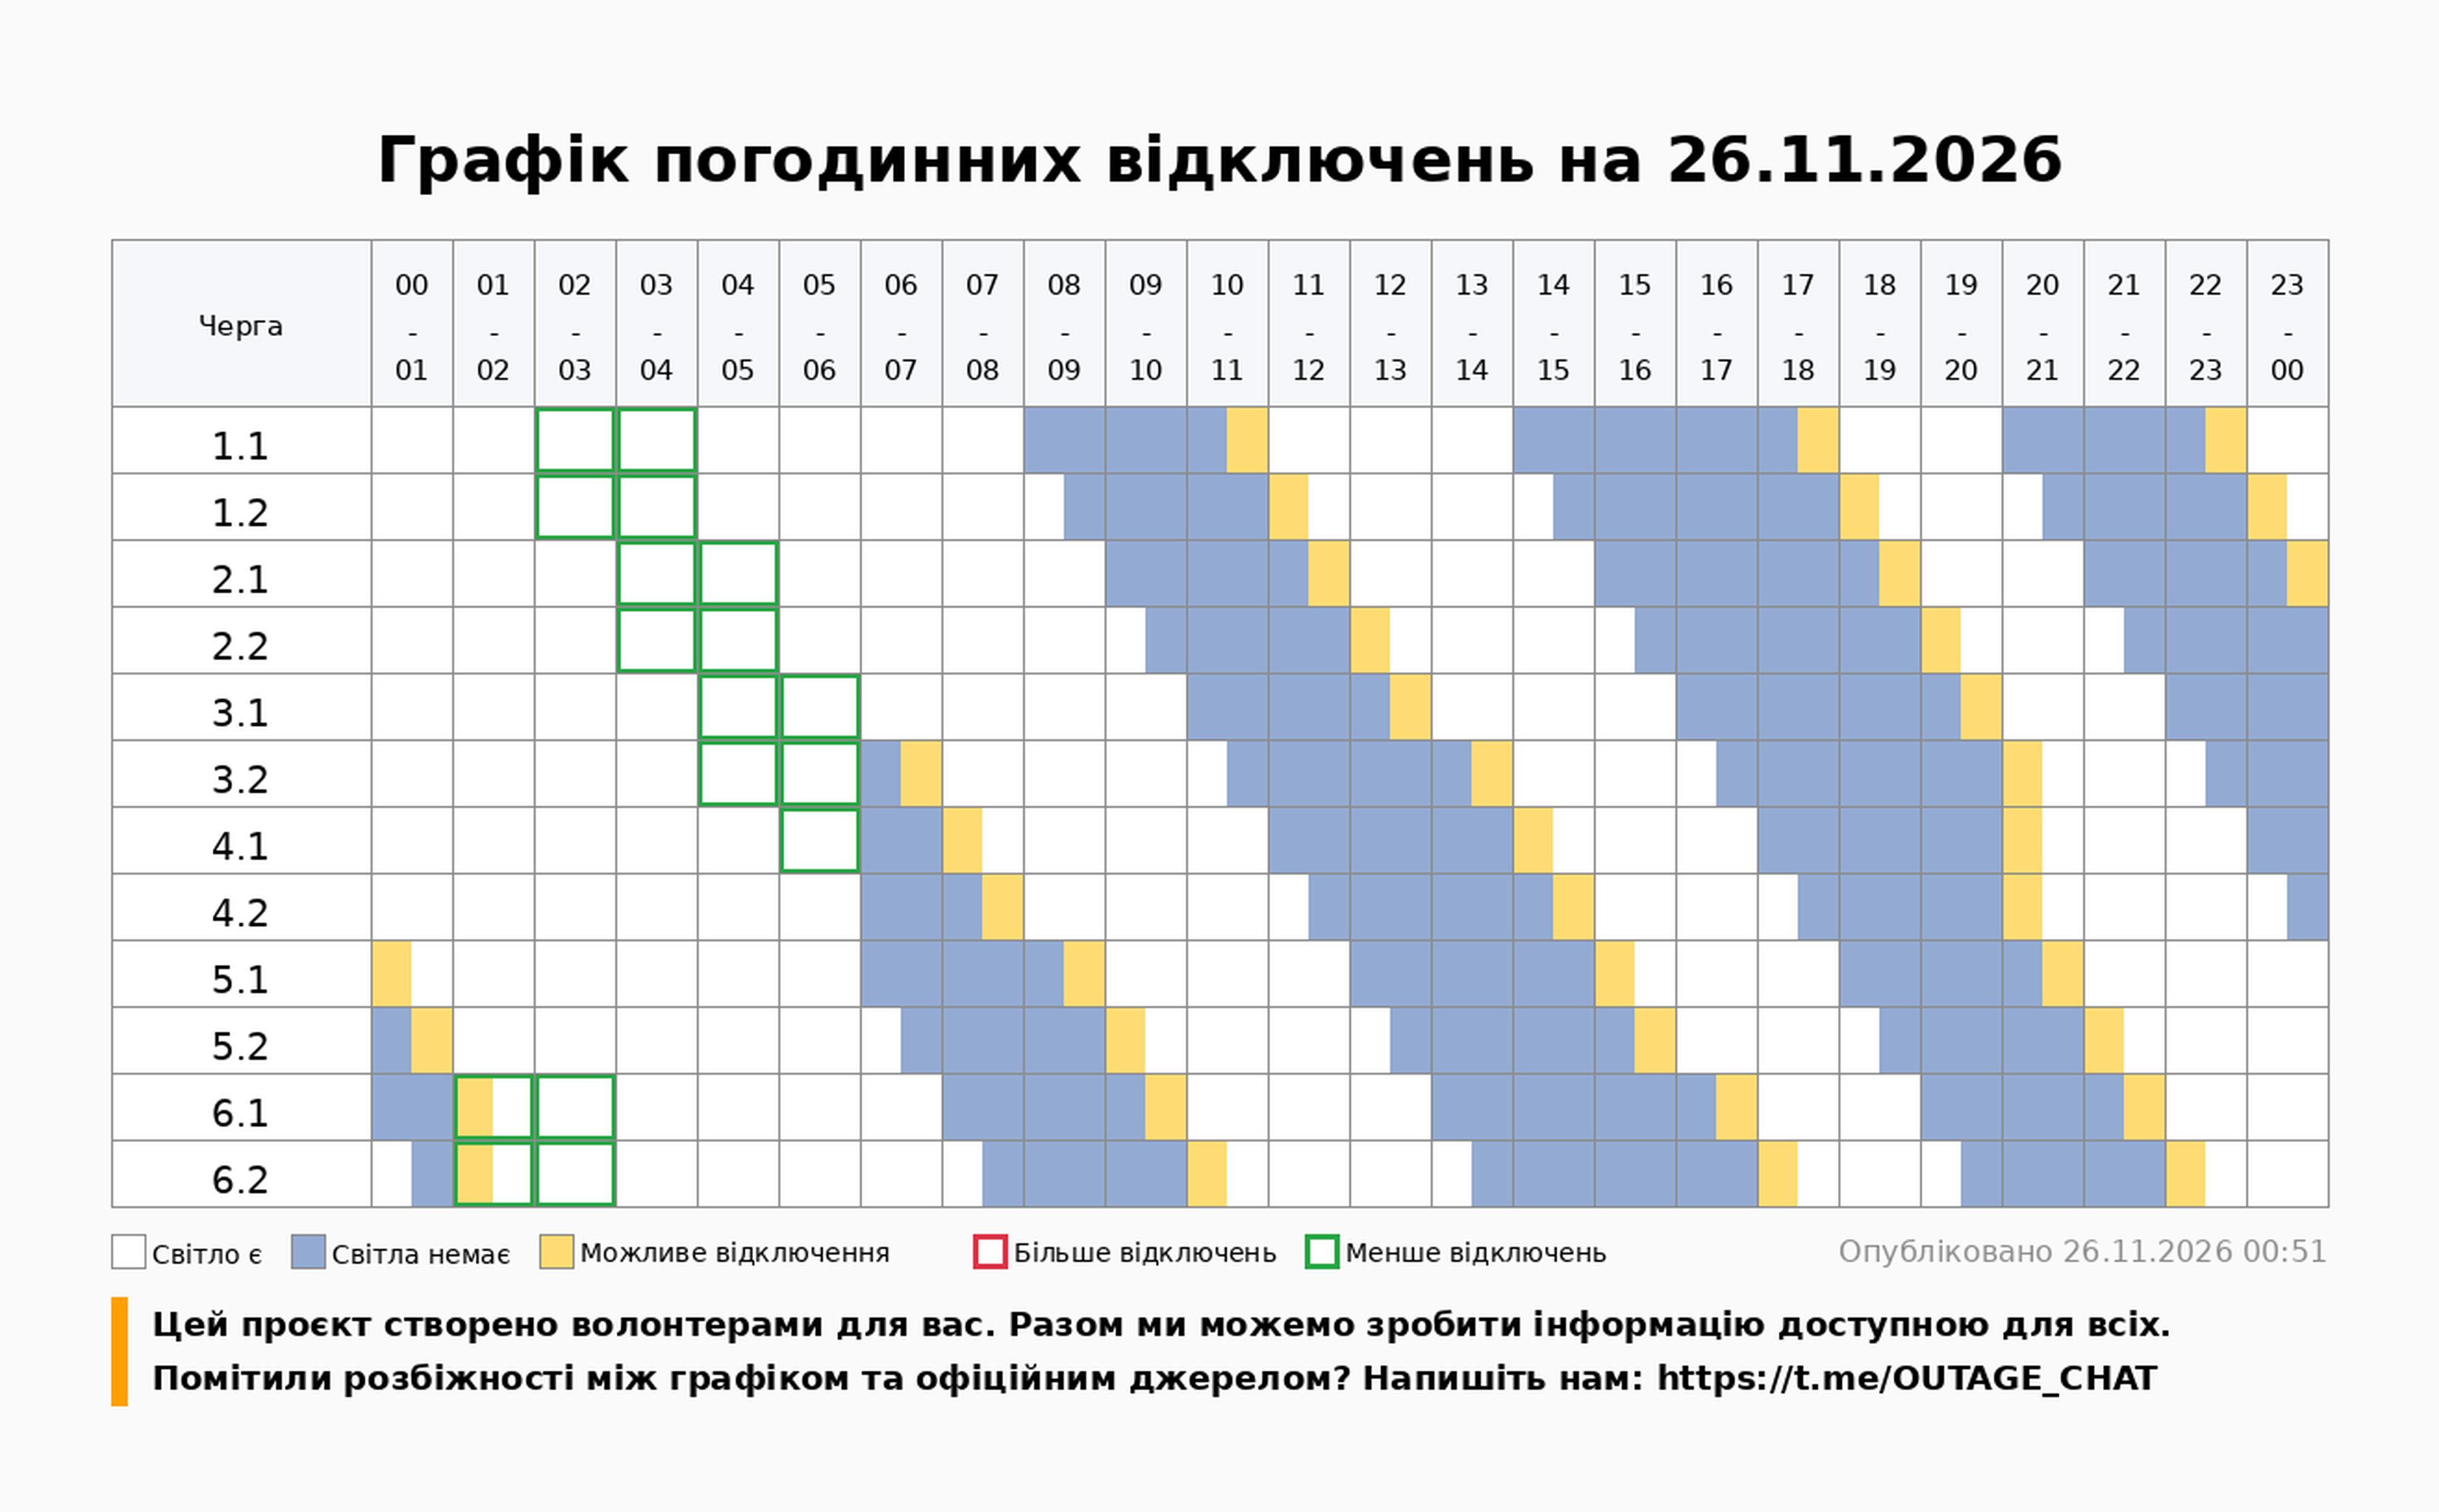 Графік погодинних відключень на 26.11.2026
Черга 00 - 01 01 - 02 02 - 03 03 - 04 04 - 05 05 - 06 06 - 07 07 - 08 08 - 09 09 - 10 10 - 11 11 - 12 12 - 13 13 - 14 14 - 15 15 - 16 16 - 17 17 - 18 18 - 19 19 - 20 20 - 21 21 - 22 22 - 23 23 - 00
1.1
1.2
2.1
2.2
3.1
3.2
4.1
4.2
5.1
5.2
6.1
6.2
Світло є Світла немає Можливе відключення Більше відключень Менше відключень Опубліковано 26.11.2026 00:51
Цей проєкт створено волонтерами для вас. Разом ми можемо зробити інформацію доступною для всіх.
Помітили розбіжності між графіком та офіційним джерелом? Напишіть нам: https://t.me/OUTAGE_CHAT